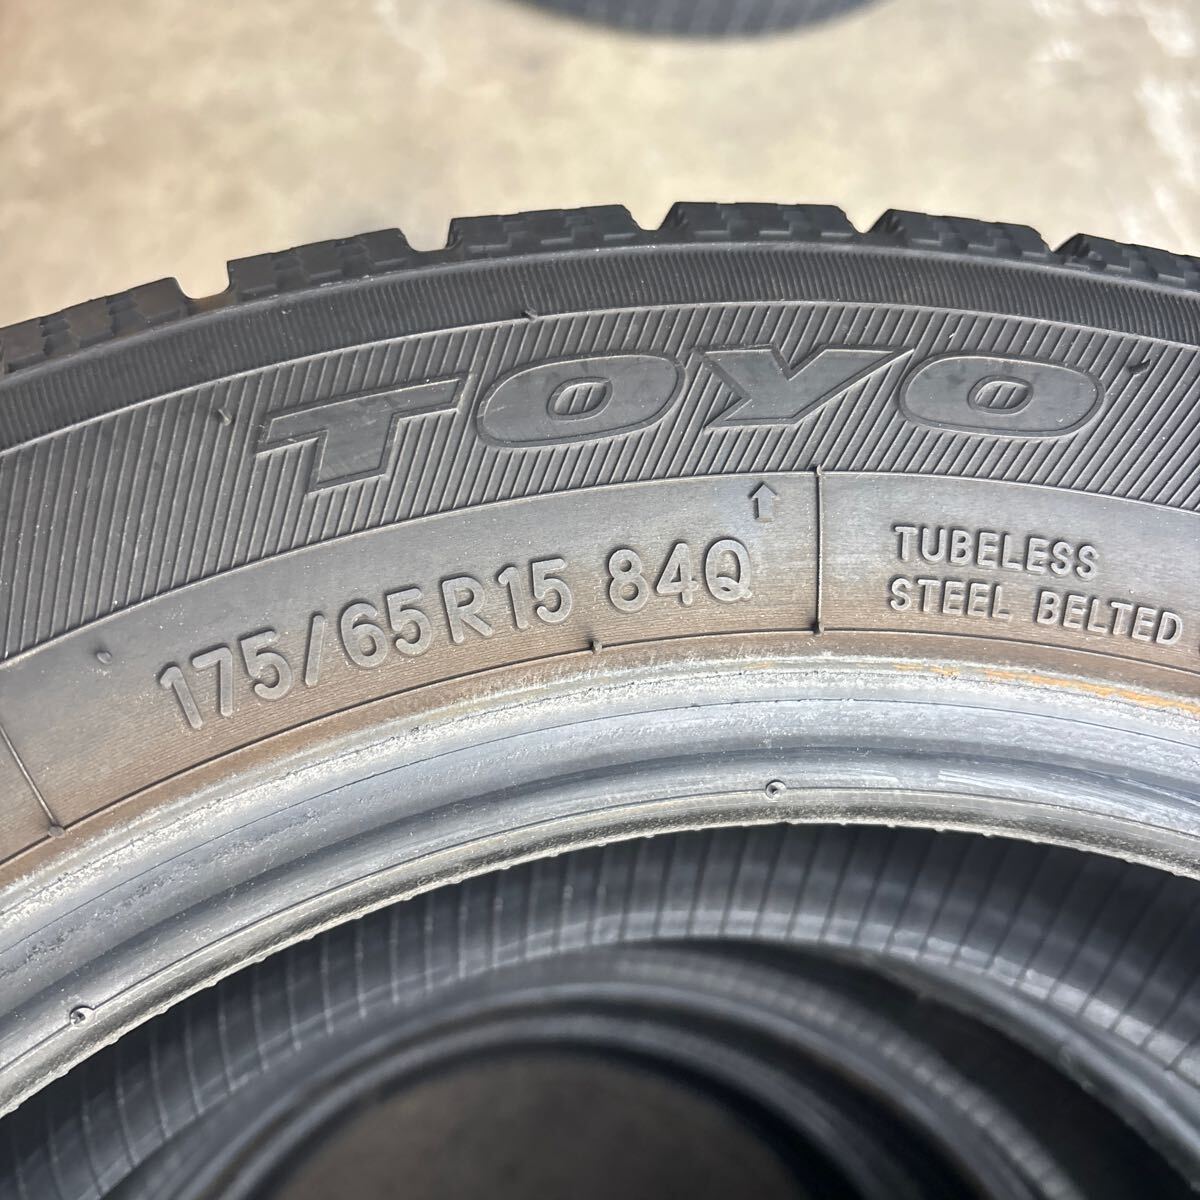 TOYO
175/65R15 84Q
TUBELESS
STEEL BELTED